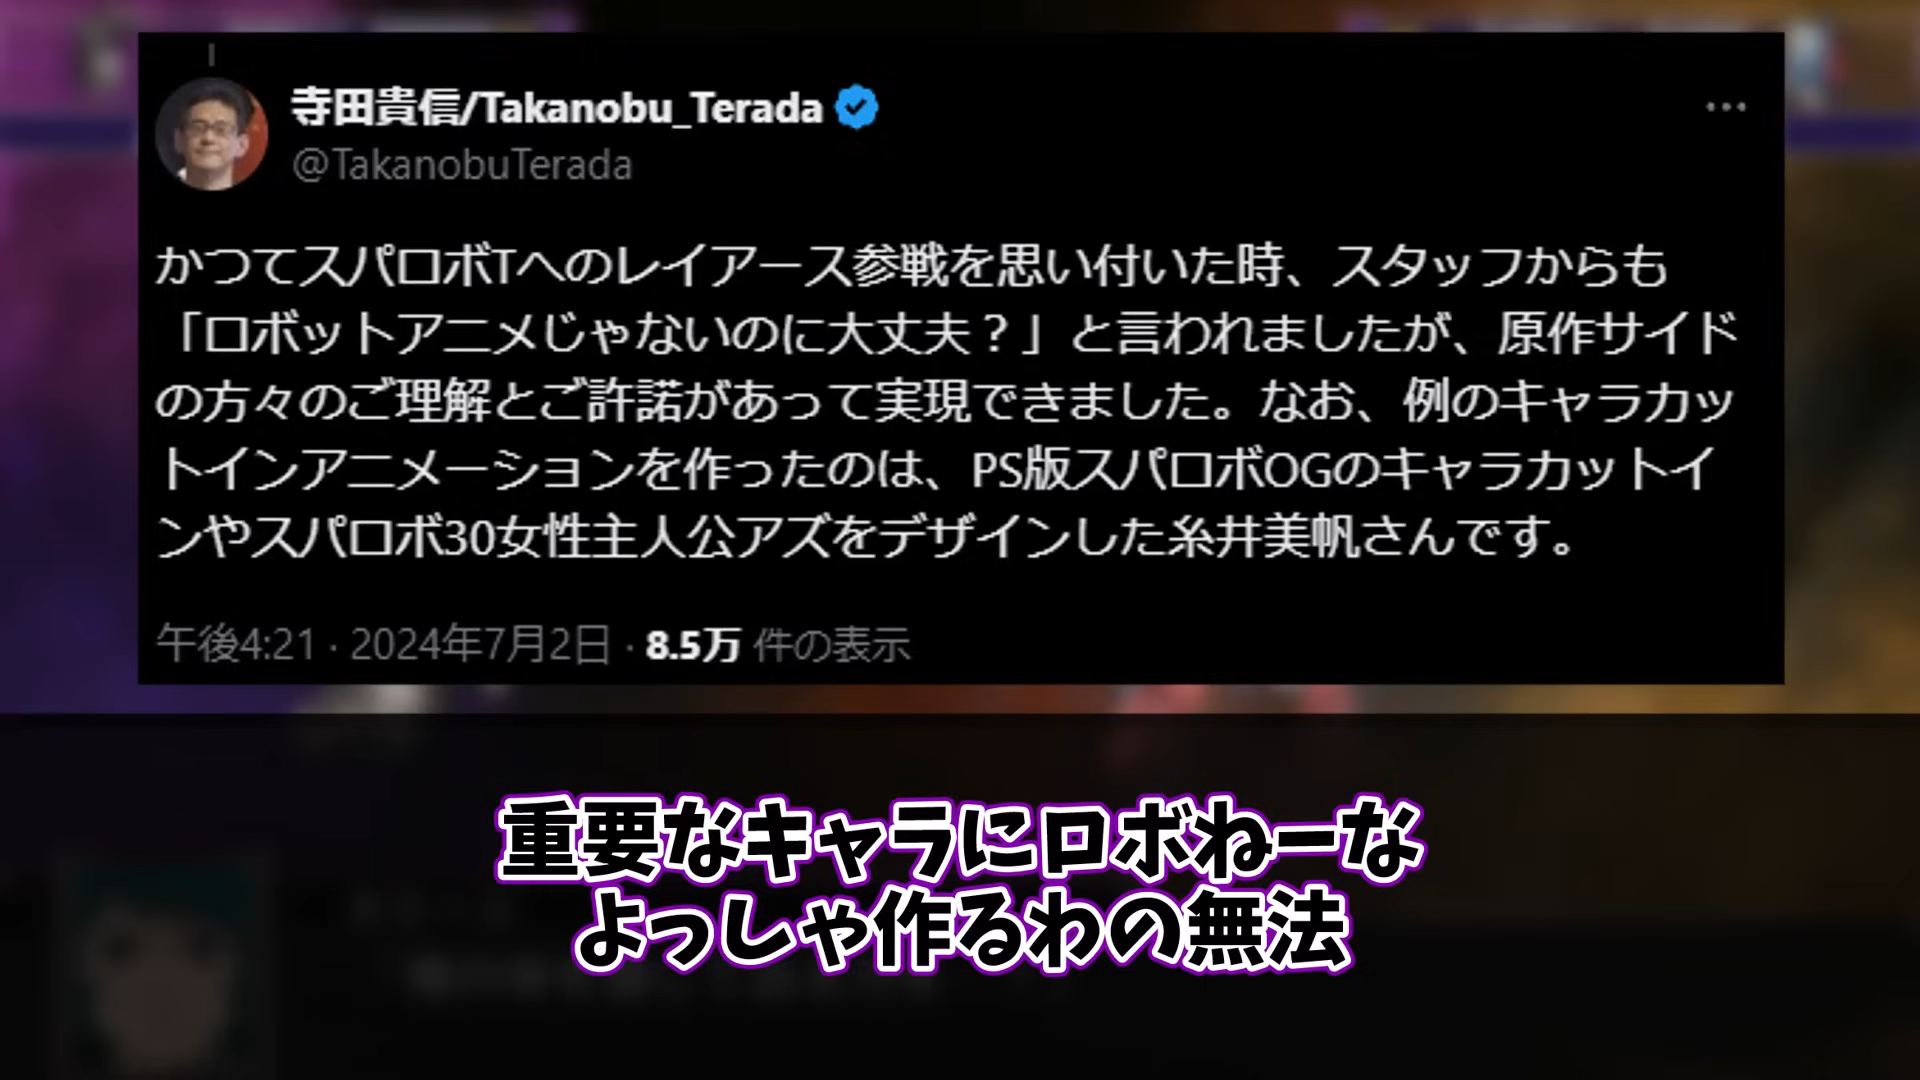 寺田貴信/Takanobu_Terada
@TakanobuTerada
かつてスパロボTへのレイアース参戦を思い付いた時、スタッフからも
「ロボットアニメじゃないのに大丈夫？」と言われましたが、原作サイド
の方々のご理解とご許諾があって実現できました。なお、例のキャラカッ
トインアニメーションを作ったのは、PS版スパロボOGのキャラカットイ
ンやスパロボ30女性主人公アズをデザインした糸井美帆さんです。
午後4:21 · 2024年7月2日 · 8.5万 件の表示
重要なキャラにロボねーな
よっしゃ作るわの無法